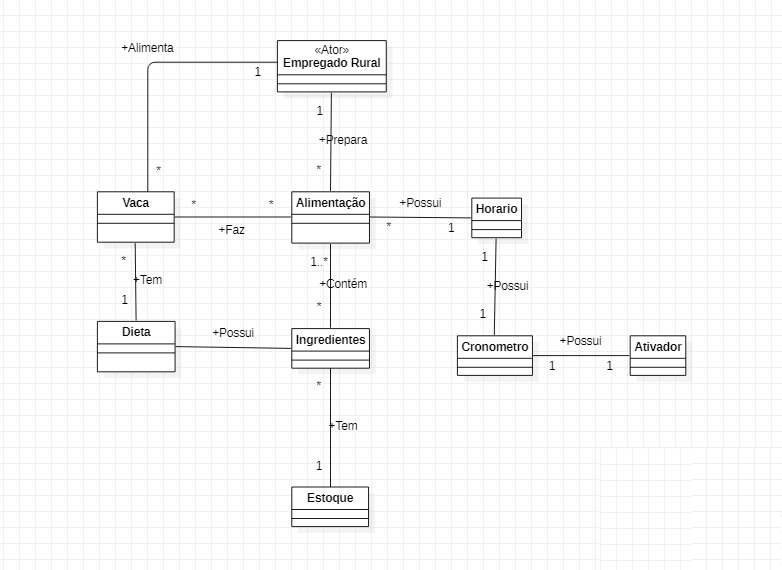 +Alimenta
«Ator»
Empregado Rural
1
1
+Prepara
*
*
Vaca
*
*
Alimentação
+Possui
Horario
+Faz
*
1
*
1..*
1
+Tem
+Contém
+Possui
1
*
1
Dieta
+Possui
Ingredientes
Cronometro
+Possui
Ativador
1
1
*
+Tem
1
Estoque